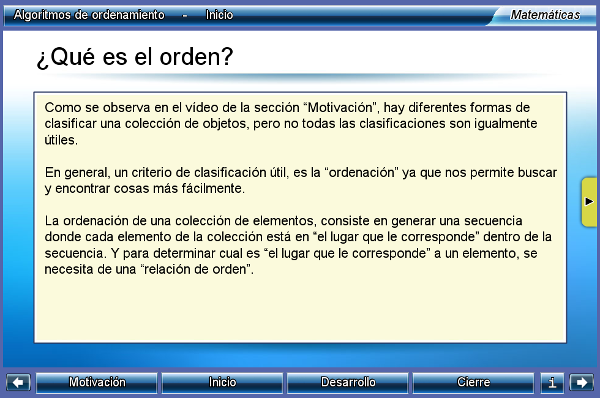 Algoritmos de ordenamiento - Inicio
Matemáticas
¿Qué es el orden?
Como se observa en el video de la sección “Motivación”, hay diferentes formas de
clasificar una colección de objetos, pero no todas las clasificaciones son igualmente
útiles.
En general, un criterio de clasificación útil, es la “ordenación” ya que nos permite buscar
y encontrar cosas más fácilmente.
La ordenación de una colección de elementos, consiste en generar una secuencia
donde cada elemento de la colección está en “el lugar que le corresponde” dentro de la
secuencia. Y para determinar cual es “el lugar que le corresponde” a un elemento, se
necesita de una “relación de orden”.
Motivación
Inicio
Desarrollo
Cierre
i